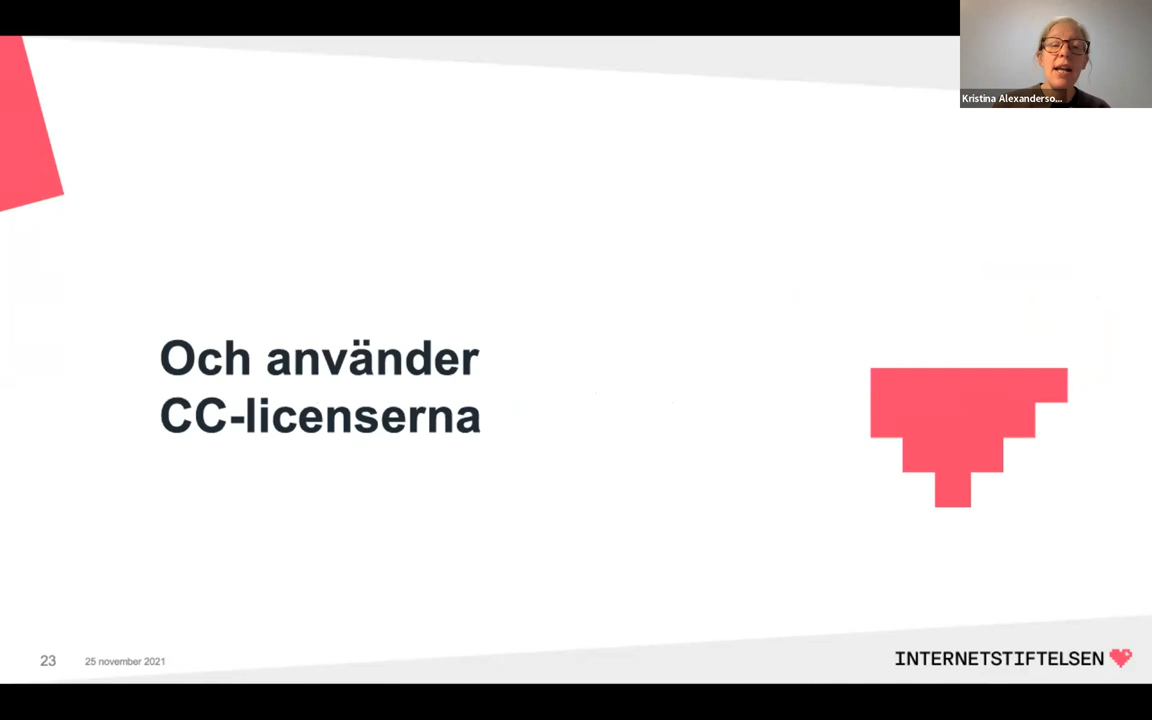 Kristina Alexanderso...
Och använder
CC-licenserna
23
25 november 2021
INTERNETSTIFTELSEN